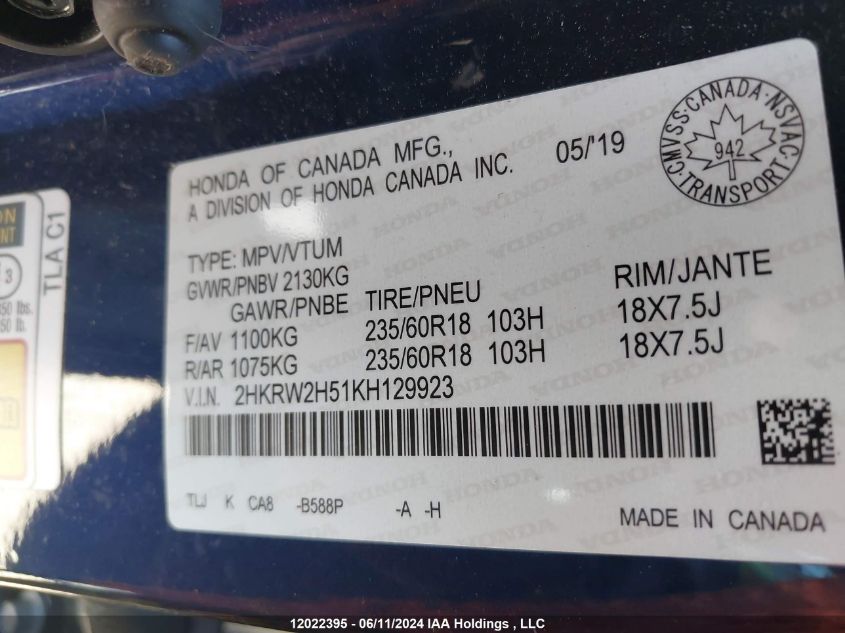 HONDA OF CANADA MFG.,
A DIVISION OF HONDA CANADA INC.
05/'19
CMVSS·CANADA·NSVAC·TRANSPORT·
942
TYPE: MPV/VTUM
GVWR/PNBV 2130KG
GAWR/PNBE TIRE/PNEU RIM/JANTE
F/AV 1100KG 235/60R18 103H 18X7.5J
R/AR 1075KG 235/60R18 103H 18X7.5J
V.I.N. 2HKRW2H51KH129923
TLJ K CA8 -B588P -A -H
MADE IN CANADA
TLA C1
3
lbs.
lb.
12022395 - 06/11/2024 IAA Holdings , LLC